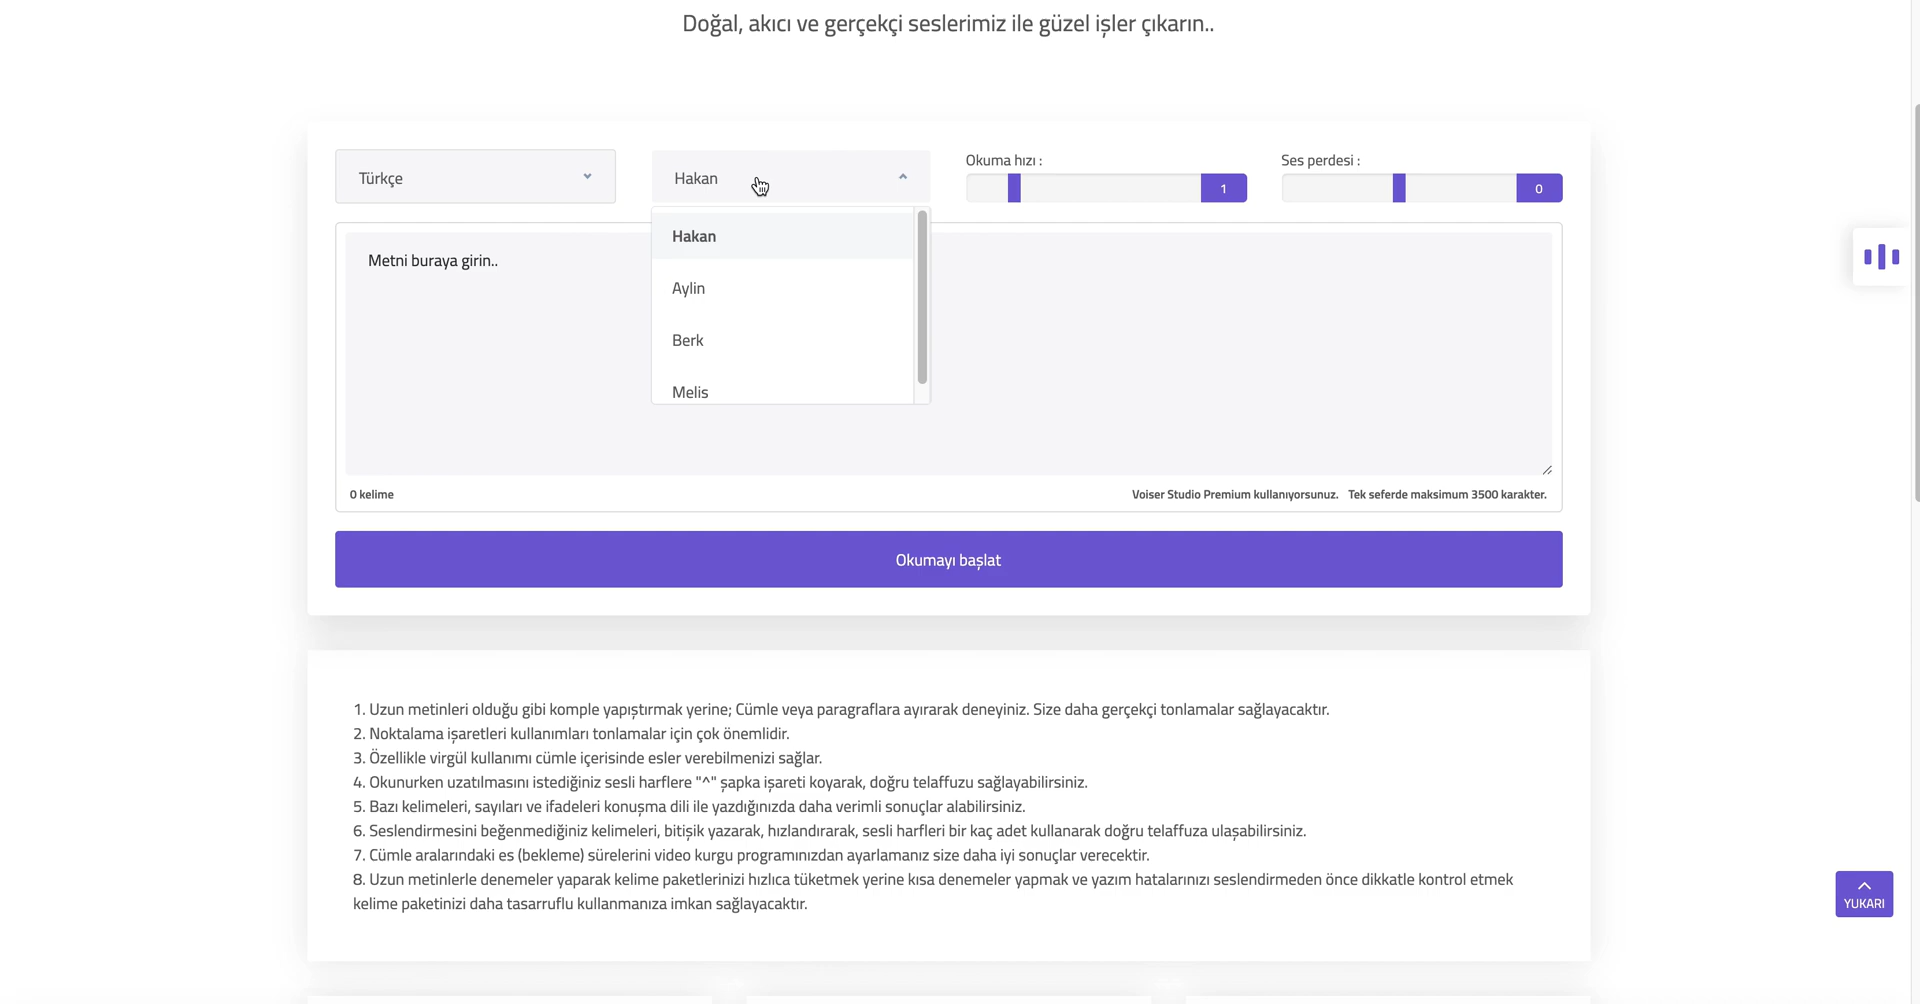 Doğal, akıcı ve gerçekçi seslerimiz ile güzel işler çıkarın..
Türkçe
Hakan
Okuma hızı :
1
Ses perdesi :
0
Hakan
Aylin
Berk
Melis
Metni buraya girin..
0 kelime
Voiser Studio Premium kullanıyorsunuz. Tek seferde maksimum 3500 karakter.
Okumayı başlat
1. Uzun metinleri olduğu gibi komple yapıştırmak yerine; Cümle veya paragraflara ayırarak deneyiniz. Size daha gerçekçi tonlamalar sağlayacaktır.
2. Noktalama işaretleri kullanımları tonlamalar için çok önemlidir.
3. Özellikle virgül kullanımı cümle içerisinde esler verebilmenizi sağlar.
4. Okunurken uzatılmasını istediğiniz sesli harflere "^" şapka işareti koyarak, doğru telaffuzu sağlayabilirsiniz.
5. Bazı kelimeleri, sayıları ve ifadeleri konuşma dili ile yazdığınızda daha verimli sonuçlar alabilirsiniz.
6. Seslendirmesini beğenmediğiniz kelimeleri, bitişik yazarak, hızlandırarak, sesli harfleri bir kaç adet kullanarak doğru telaffuza ulaşabilirsiniz.
7. Cümle aralarındaki es (bekleme) sürelerini video kurgu programınızdan ayarlamanız size daha iyi sonuçlar verecektir.
8. Uzun metinlerle denemeler yaparak kelime paketlerinizi hızlıca tüketmek yerine kısa denemeler yapmak ve yazım hatalarınızı seslendirmeden önce dikkatle kontrol etmek
kelime paketinizi daha tasarruflu kullanmanıza imkan sağlayacaktır.
YUKARI